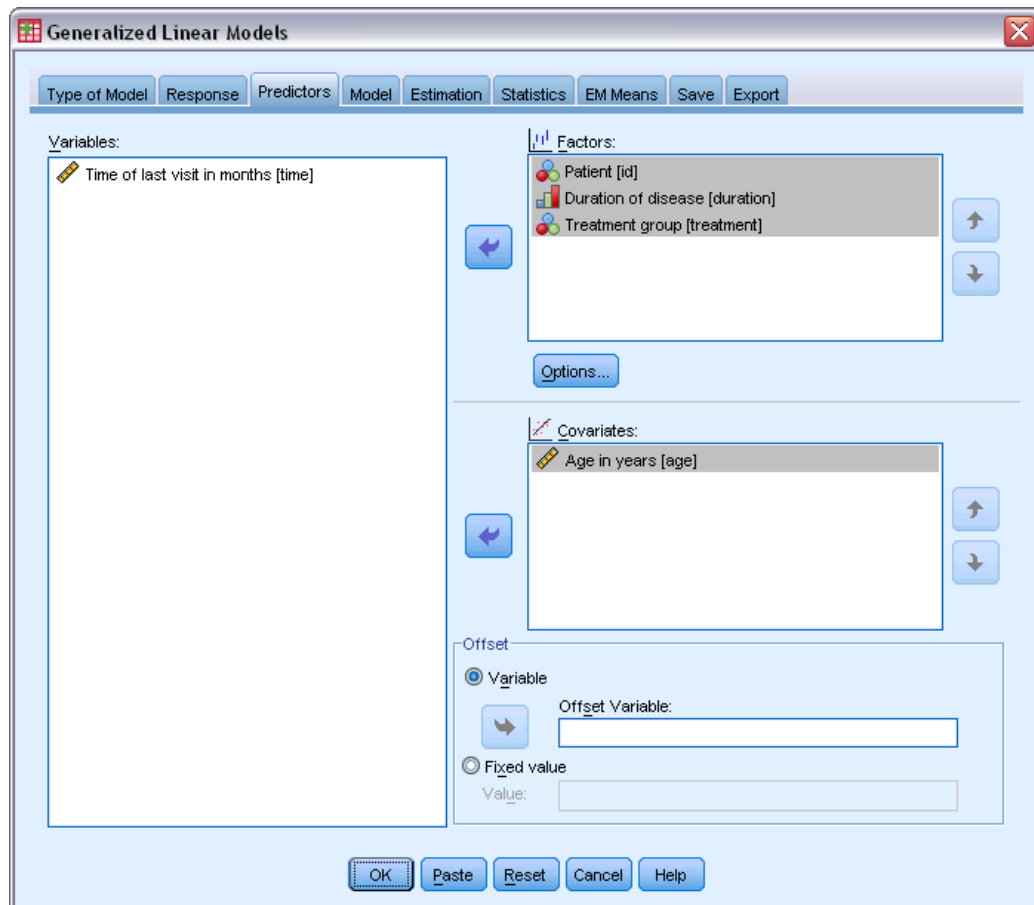 Generalized Linear Models
Type of Model Response Predictors Model Estimation Statistics EM Means Save Export
Variables:
Time of last visit in months [time]
Factors:
Patient [id]
Duration of disease [duration]
Treatment group [treatment]
Options...
Covariates:
Age in years [age]
Offset
Variable
Offset Variable:
Fixed value
Value:
OK Paste Reset Cancel Help